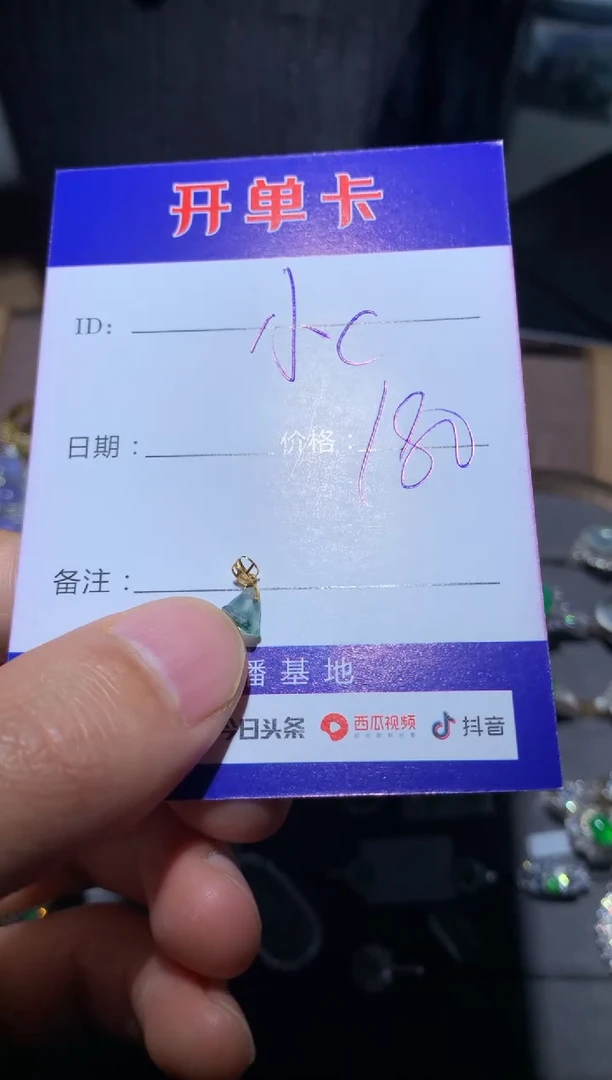 开单卡
ID: 小C
日期: 价格: 180
备注:
播基地
今日头条 西瓜视频 抖音